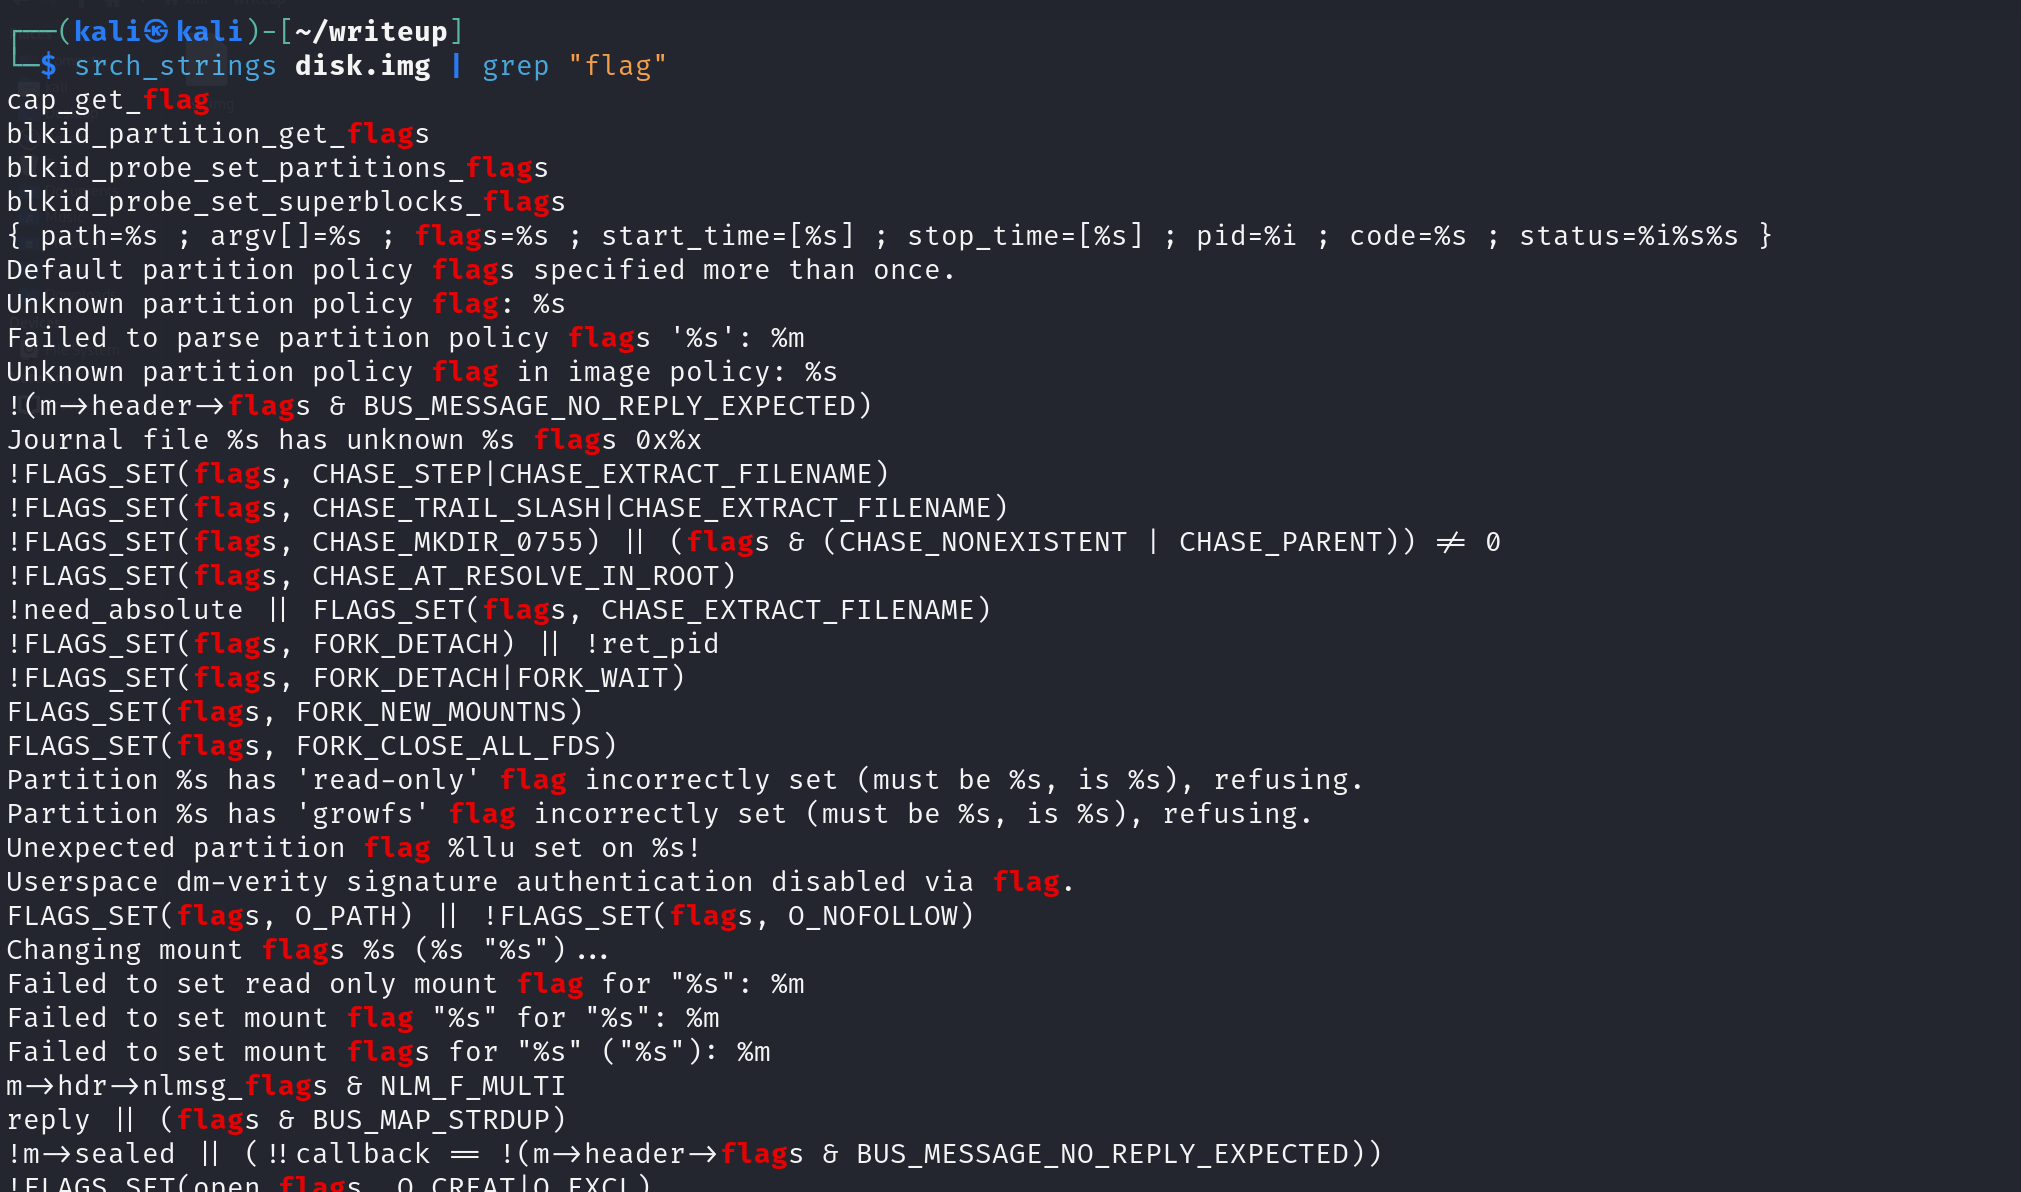 ┌──(kali㉿kali)-[~/writeup]
└─$ srch_strings disk.img | grep "flag"
cap_get_flag
blkid_partition_get_flags
blkid_probe_set_partitions_flags
blkid_probe_set_superblocks_flags
{ path=%s ; argv[]=%s ; flags=%s ; start_time=[%s] ; stop_time=[%s] ; pid=%i ; code=%s ; status=%i%s%s }
Default partition policy flags specified more than once.
Unknown partition policy flag: %s
Failed to parse partition policy flags '%s': %m
Unknown partition policy flag in image policy: %s
!(m->header->flags & BUS_MESSAGE_NO_REPLY_EXPECTED)
Journal file %s has unknown %s flags 0x%x
!FLAGS_SET(flags, CHASE_STEP|CHASE_EXTRACT_FILENAME)
!FLAGS_SET(flags, CHASE_TRAIL_SLASH|CHASE_EXTRACT_FILENAME)
!FLAGS_SET(flags, CHASE_MKDIR_0755) || (flags & (CHASE_NONEXISTENT | CHASE_PARENT)) != 0
!FLAGS_SET(flags, CHASE_AT_RESOLVE_IN_ROOT)
!need_absolute || FLAGS_SET(flags, CHASE_EXTRACT_FILENAME)
!FLAGS_SET(flags, FORK_DETACH) || !ret_pid
!FLAGS_SET(flags, FORK_DETACH|FORK_WAIT)
FLAGS_SET(flags, FORK_NEW_MOUNTNS)
FLAGS_SET(flags, FORK_CLOSE_ALL_FDS)
Partition %s has 'read-only' flag incorrectly set (must be %s, is %s), refusing.
Partition %s has 'growfs' flag incorrectly set (must be %s, is %s), refusing.
Unexpected partition flag %llu set on %s!
Userspace dm-verity signature authentication disabled via flag.
FLAGS_SET(flags, O_PATH) || !FLAGS_SET(flags, O_NOFOLLOW)
Changing mount flags %s (%s "%s")...
Failed to set read only mount flag for "%s": %m
Failed to set mount flag "%s" for "%s": %m
Failed to set mount flags for "%s" ("%s"): %m
m->hdr->nlmsg_flags & NLM_F_MULTI
reply || (flags & BUS_MAP_STRDUP)
!m->sealed || (!!callback == !(m->header->flags & BUS_MESSAGE_NO_REPLY_EXPECTED))
!FLAGS_SET(open_flags, O_CREAT|O_EXCL)